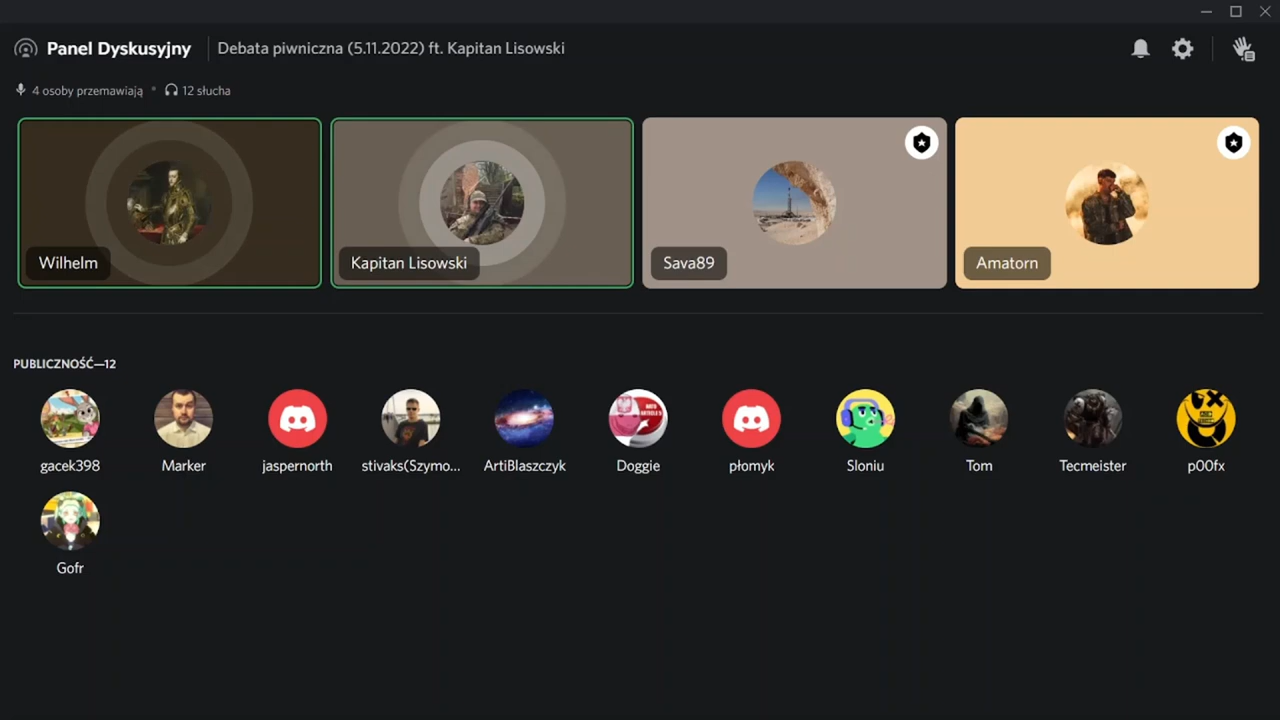 Panel Dyskusyjny
Debata piwniczna (5.11.2022) ft. Kapitan Lisowski
4 osoby przemawiają • 12 słucha
Wilhelm
Kapitan Lisowski
Sava89
Amatorn
PUBLICZNOŚĆ—12
gacek398
Marker
jaspernorth
stivaks(Szymo...
ArtiBlaszczyk
Doggie
płomyk
Sloniu
Tom
Tecmeister
p00fx
Gofr